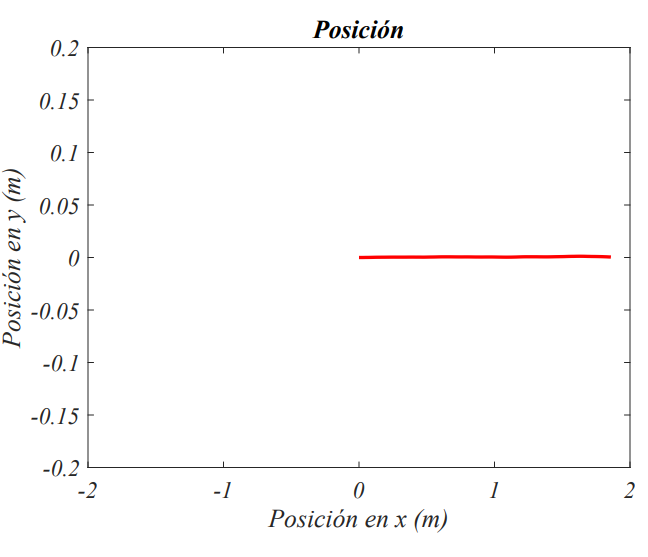 Posición
Posición en y (m)
0.2
0.15
0.1
0.05
0
-0.05
-0.1
-0.15
-0.2
-2 -1 0 1 2
Posición en x (m)